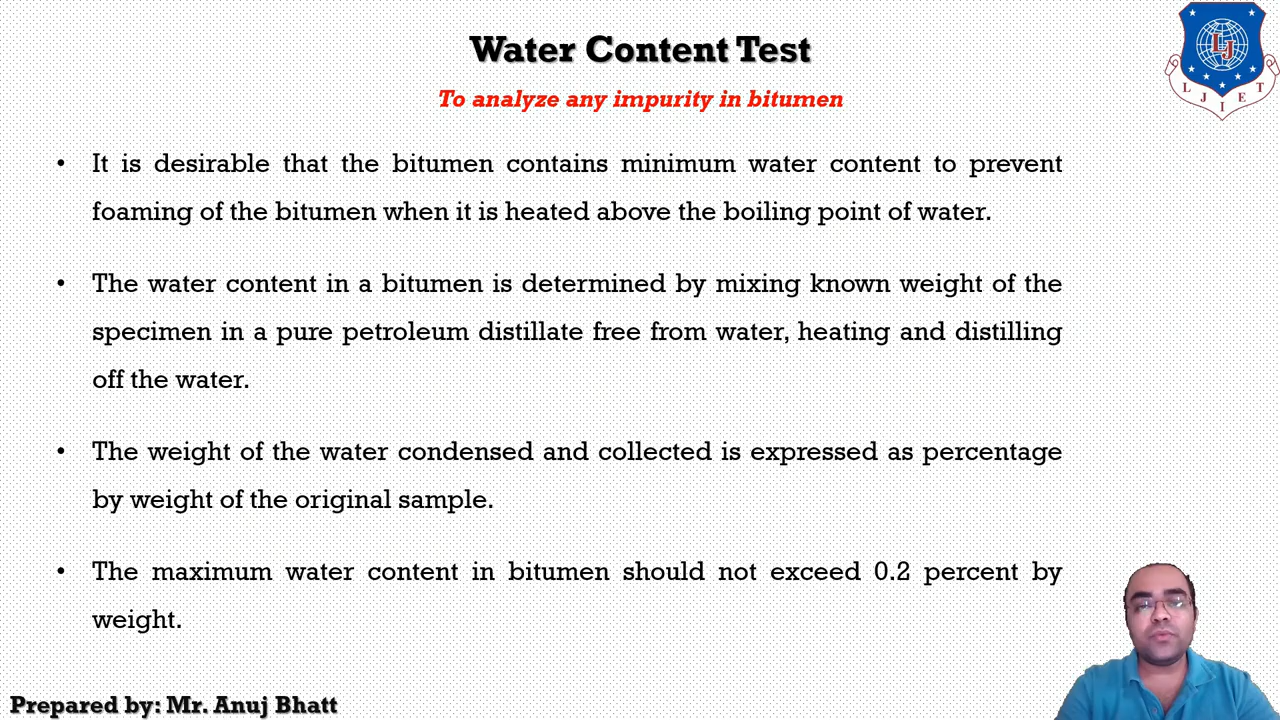 Water Content Test
To analyze any impurity in bitumen
• It is desirable that the bitumen contains minimum water content to prevent
foaming of the bitumen when it is heated above the boiling point of water.
• The water content in a bitumen is determined by mixing known weight of the
specimen in a pure petroleum distillate free from water, heating and distilling
off the water.
• The weight of the water condensed and collected is expressed as percentage
by weight of the original sample.
• The maximum water content in bitumen should not exceed 0.2 percent by
weight.
Prepared by: Mr. Anuj Bhatt
LJ
LJIET